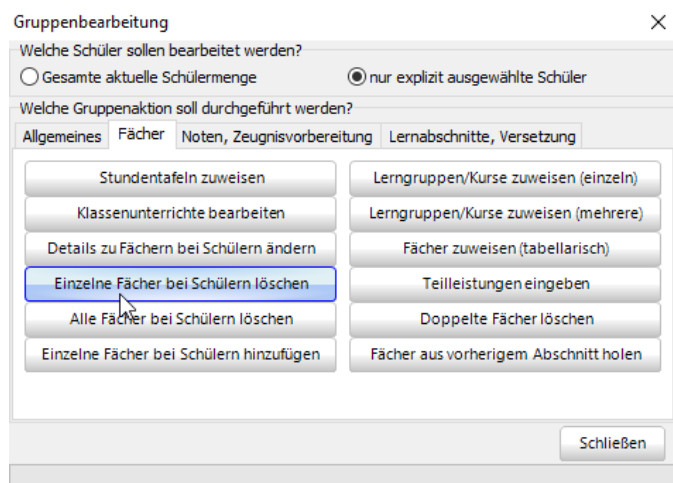 Gruppenbearbeitung
Welche Schüler sollen bearbeitet werden?
Gesamte aktuelle Schülermenge
nur explizit ausgewählte Schüler
Welche Gruppenaktion soll durchgeführt werden?
Allgemeines Fächer Noten, Zeugnisvorbereitung Lernabschnitte, Versetzung
Stundentafeln zuweisen
Lerngruppen/Kurse zuweisen (einzeln)
Klassenunterrichte bearbeiten
Lerngruppen/Kurse zuweisen (mehrere)
Details zu Fächern bei Schülern ändern
Fächer zuweisen (tabellarisch)
Einzelne Fächer bei Schülern löschen
Teilleistungen eingeben
Alle Fächer bei Schülern löschen
Doppelte Fächer löschen
Einzelne Fächer bei Schülern hinzufügen
Fächer aus vorherigem Abschnitt holen
Schließen